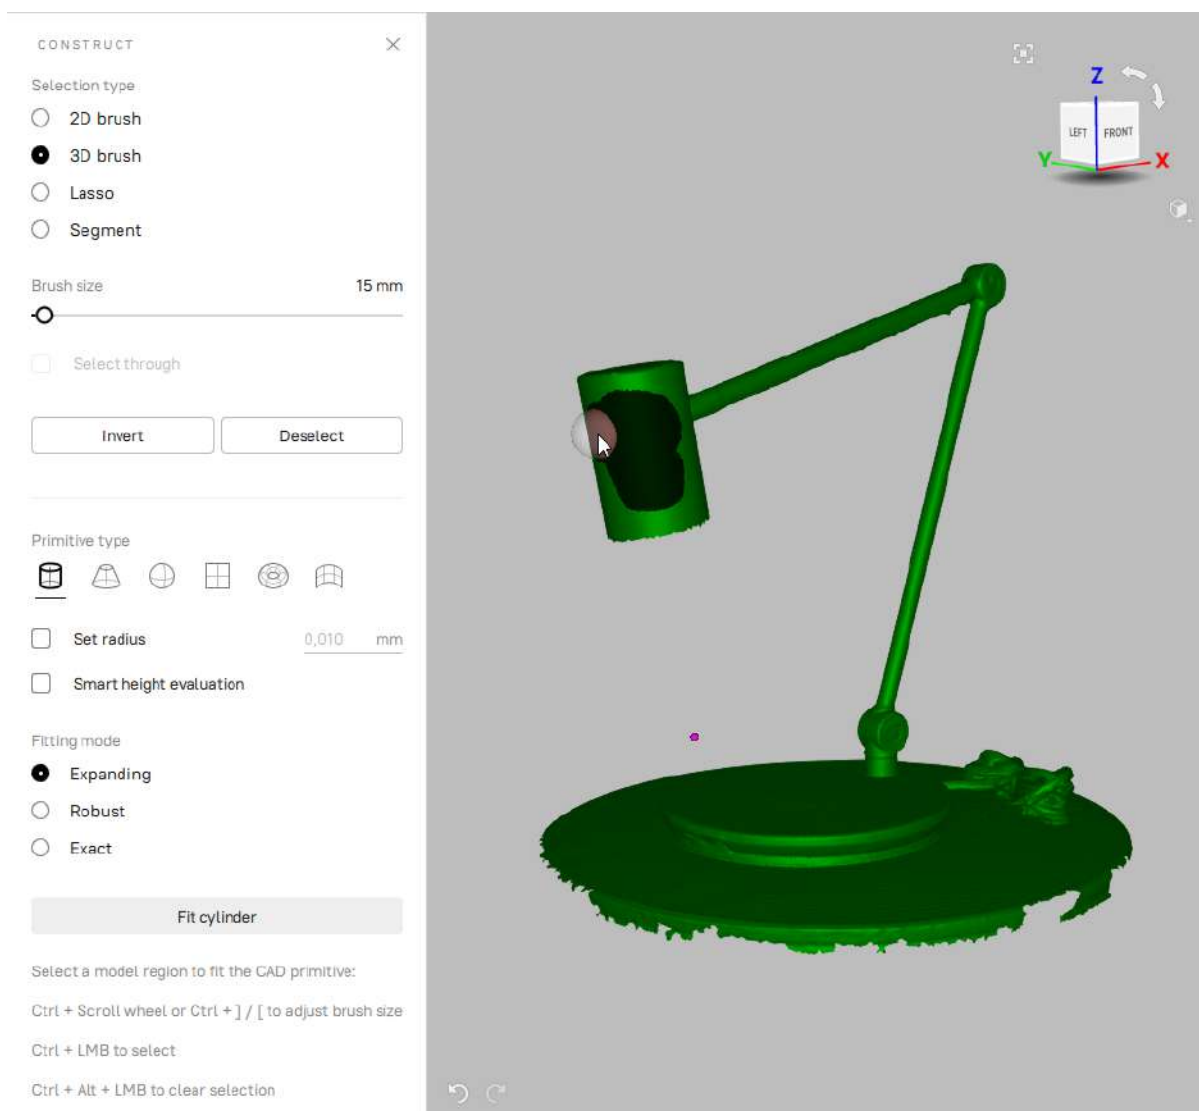 CONSTRUCT
Selection type
2D brush
3D brush
Lasso
Segment
Brush size 15 mm
Select through
Invert Deselect
Primitive type
Set radius 0,010 mm
Smart height evaluation
Fitting mode
Expanding
Robust
Exact
Fit cylinder
Select a model region to fit the CAD primitive:
Ctrl + Scroll wheel or Ctrl + ] / [ to adjust brush size
Ctrl + LMB to select
Ctrl + Alt + LMB to clear selection
Z
LEFT FRONT
Y X